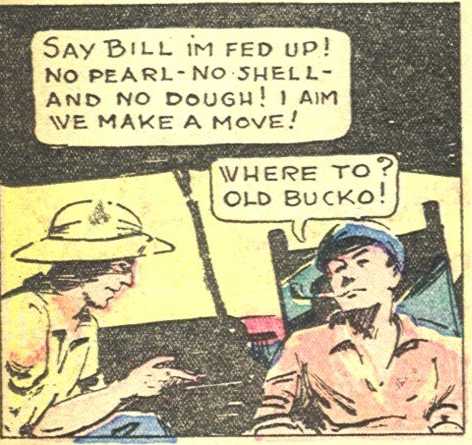 SAY BILL IM FED UP!
NO PEARL-NO SHELL-
AND NO DOUGH! I AIM
WE MAKE A MOVE!
WHERE TO?
OLD BUCKO!